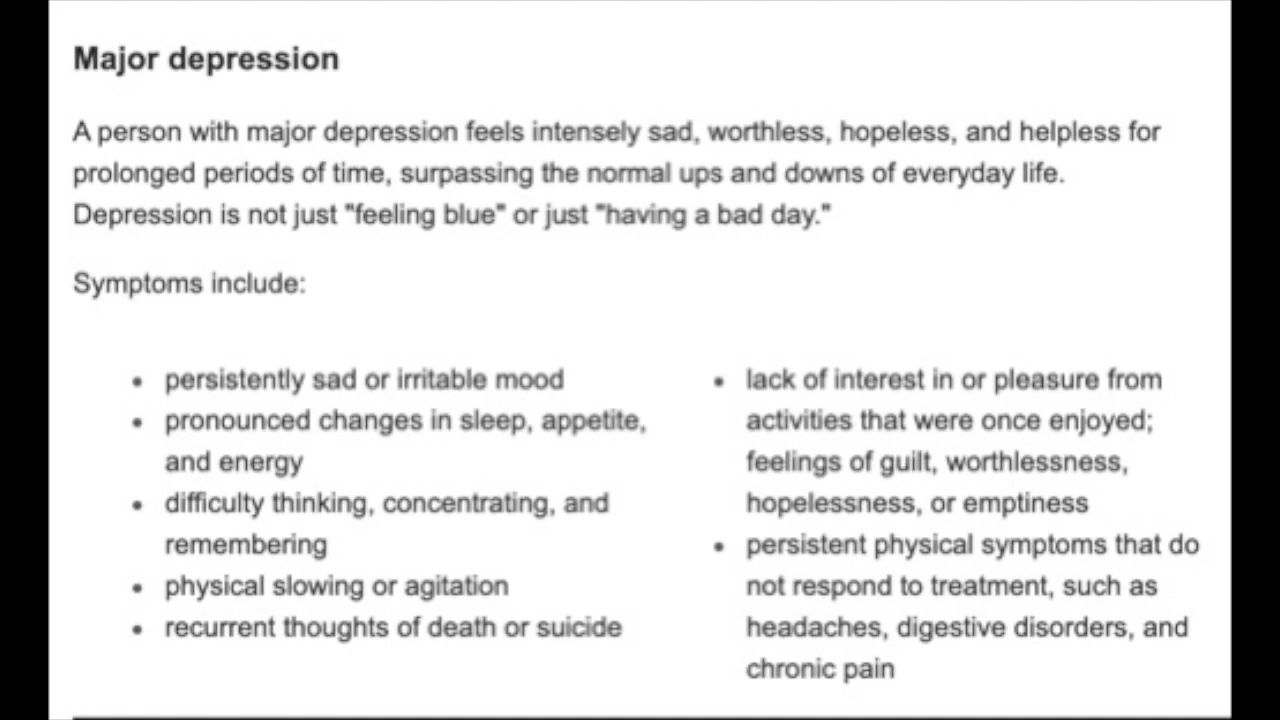 Major depression
A person with major depression feels intensely sad, worthless, hopeless, and helpless for
prolonged periods of time, surpassing the normal ups and downs of everyday life.
Depression is not just "feeling blue" or just "having a bad day."
Symptoms include:
• persistently sad or irritable mood
• pronounced changes in sleep, appetite,
and energy
• difficulty thinking, concentrating, and
remembering
• physical slowing or agitation
• recurrent thoughts of death or suicide
• lack of interest in or pleasure from
activities that were once enjoyed;
feelings of guilt, worthlessness,
hopelessness, or emptiness
• persistent physical symptoms that do
not respond to treatment, such as
headaches, digestive disorders, and
chronic pain